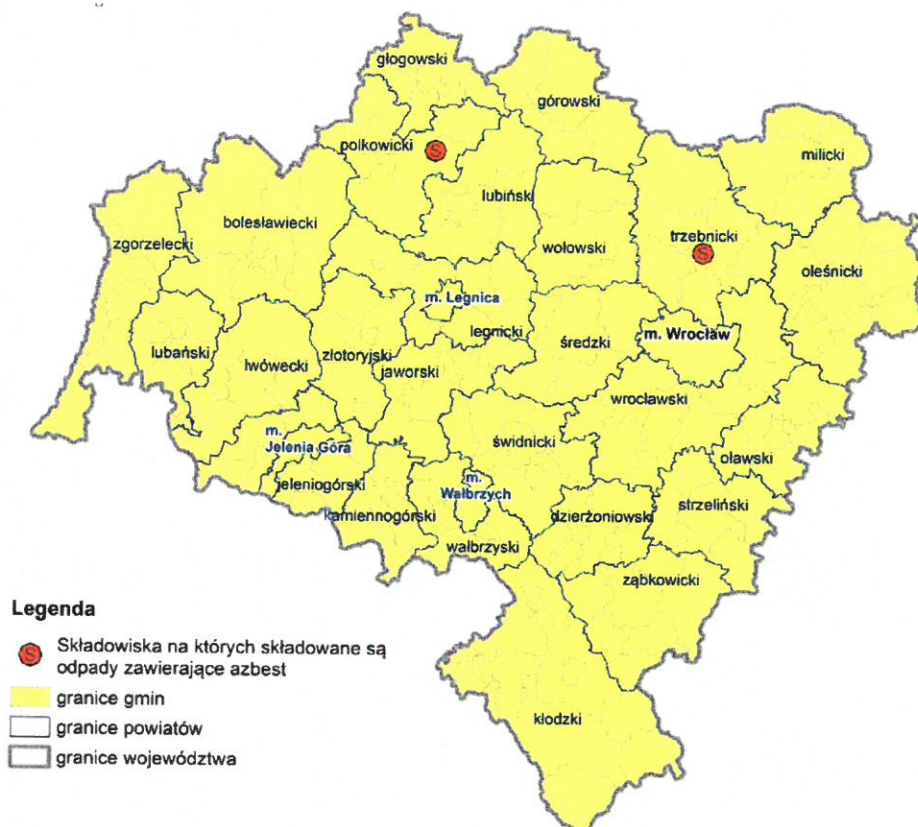 głogowski
górowski
polkowicki
S
milicki
lubiński
bolesławiecki
trzebnicki
zgorzelecki
wołowski
S
oleśnicki
m. Legnica
legnicki
średzki
m. Wrocław
lubański
złotoryjski
lwówecki
jaworski
wrocławski
m.
Jelenia Góra
świdnicki
oławski
jeleniogórski
m.
Wałbrzych
strzeliński
kamiennogórski
dzierżoniowski
wałbrzyski
ząbkowicki
kłodzki
Legenda
S
Składowiska na których składowane są
odpady zawierające azbest
granice gmin
granice powiatów
granice województwa